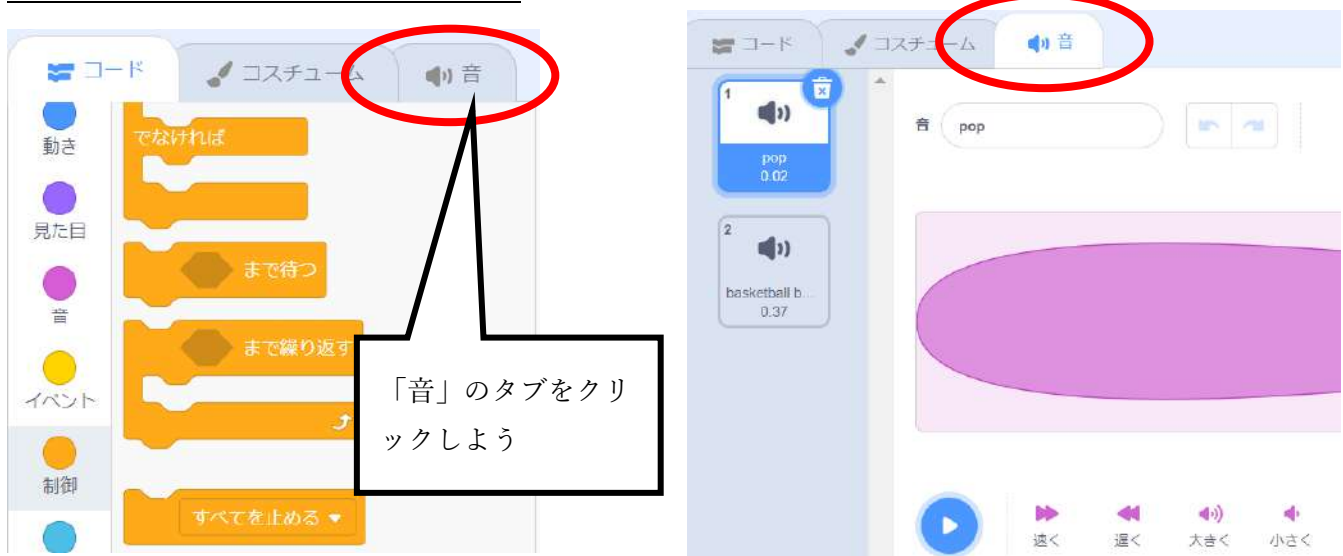 コード
コスチューム
音
動き
見た目
音
イベント
制御
でなければ
まで待つ
まで繰り返す
すべてを止める
「音」のタブをクリ
ックしよう
コード
コスチューム
音
1
pop
0.02
2
basketball b...
0.37
音 pop
速く
遅く
大きく
小さく